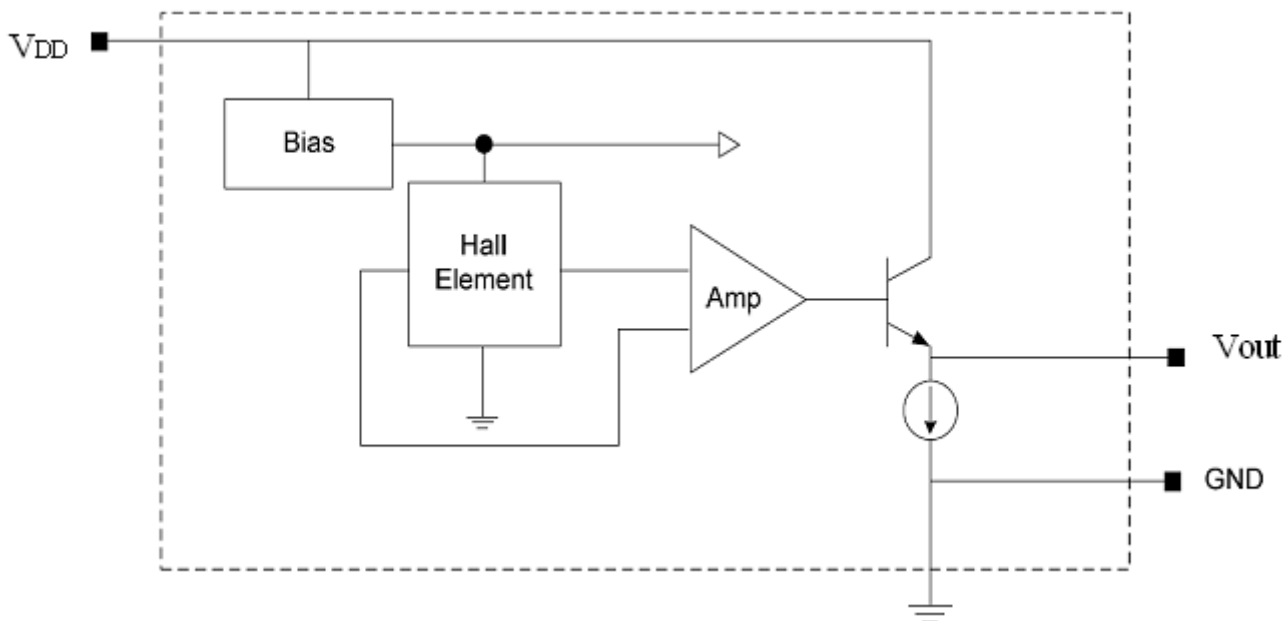 VDD
Bias
Hall
Element
Amp
Vout
GND